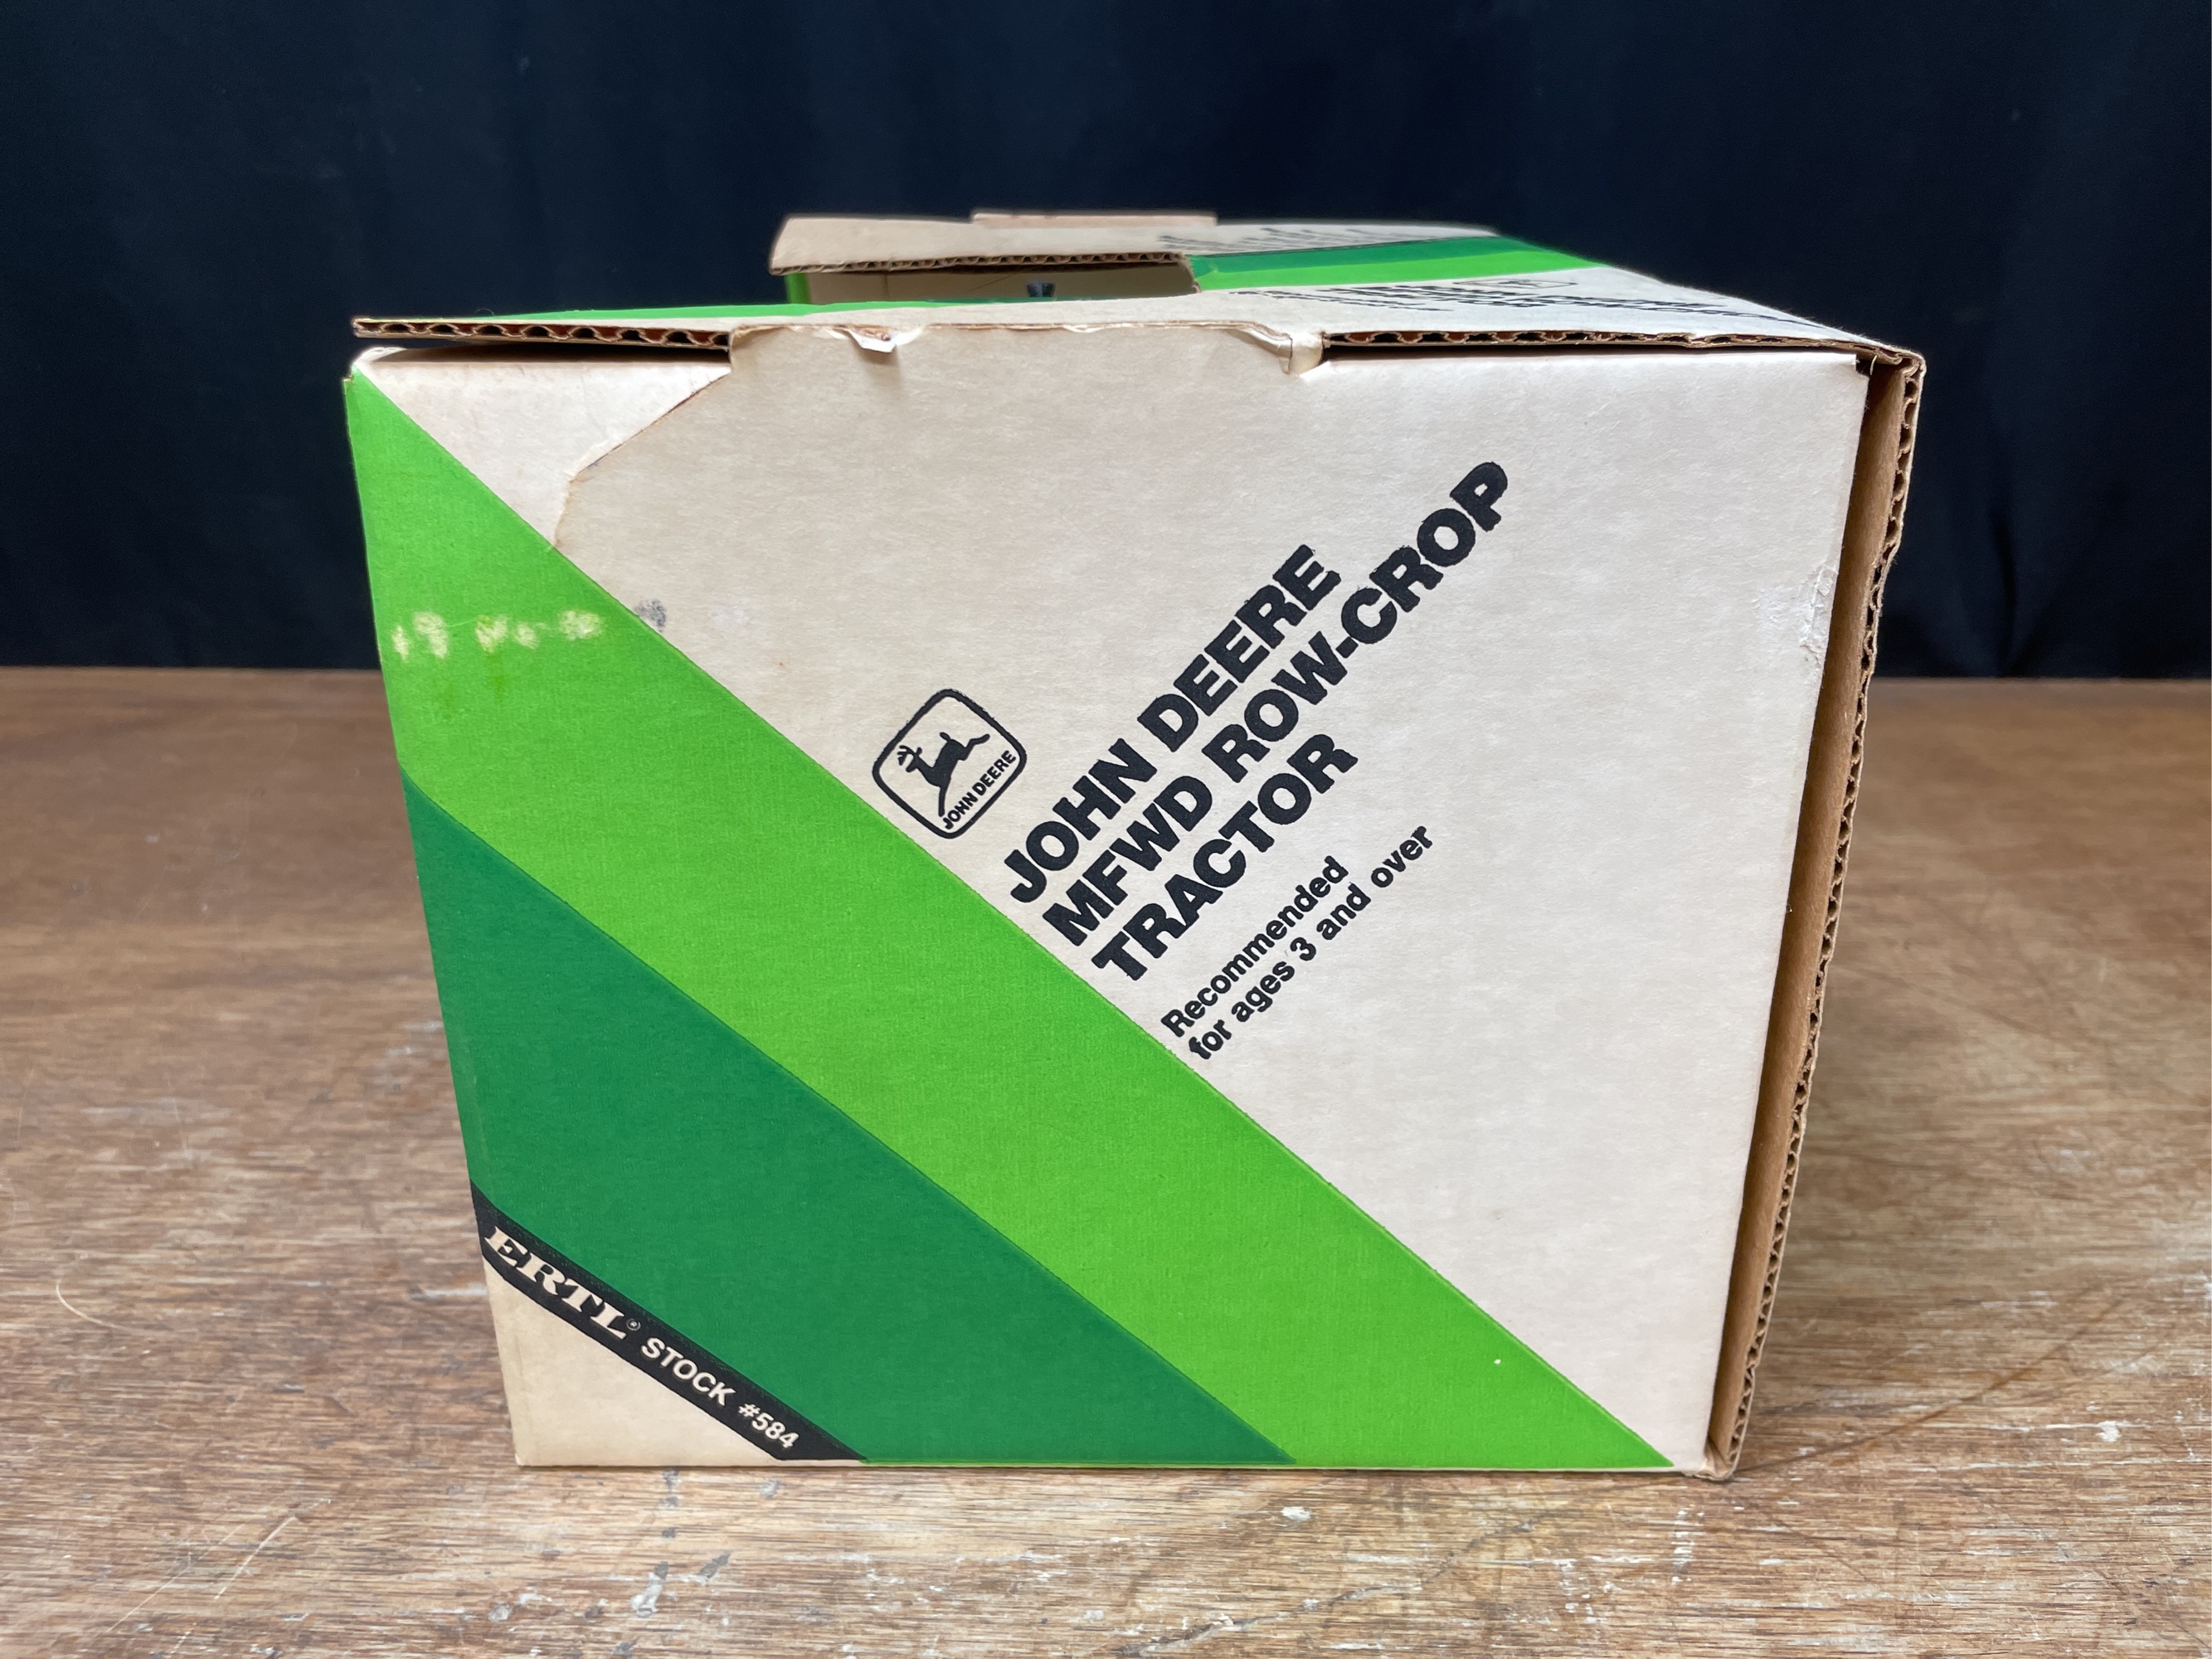 JOHN DEERE
JOHN DEERE
MFWD ROW-CROP
TRACTOR
Recommended
for ages 3 and over
ERTL® STOCK #584